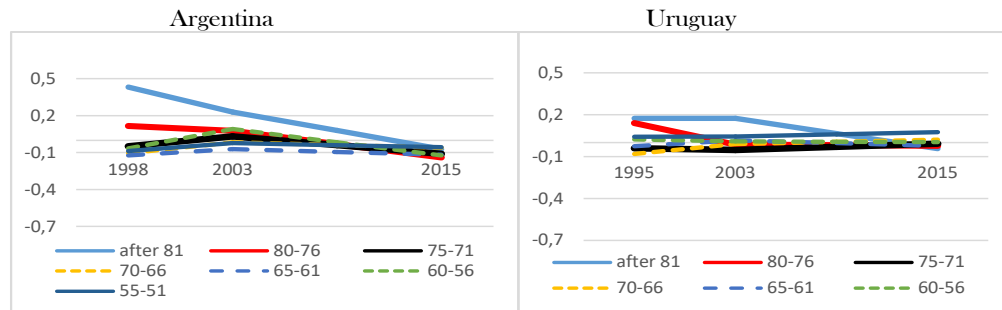 Argentina
0,5
0,2
-0,1
-0,4
-0,7
1998 2003 2015
after 81 80-76 75-71
70-66 65-61 60-56
55-51
Uruguay
0,5
0,2
-0,1
-0,4
-0,7
1995 2003 2015
after 81 80-76 75-71
70-66 65-61 60-56